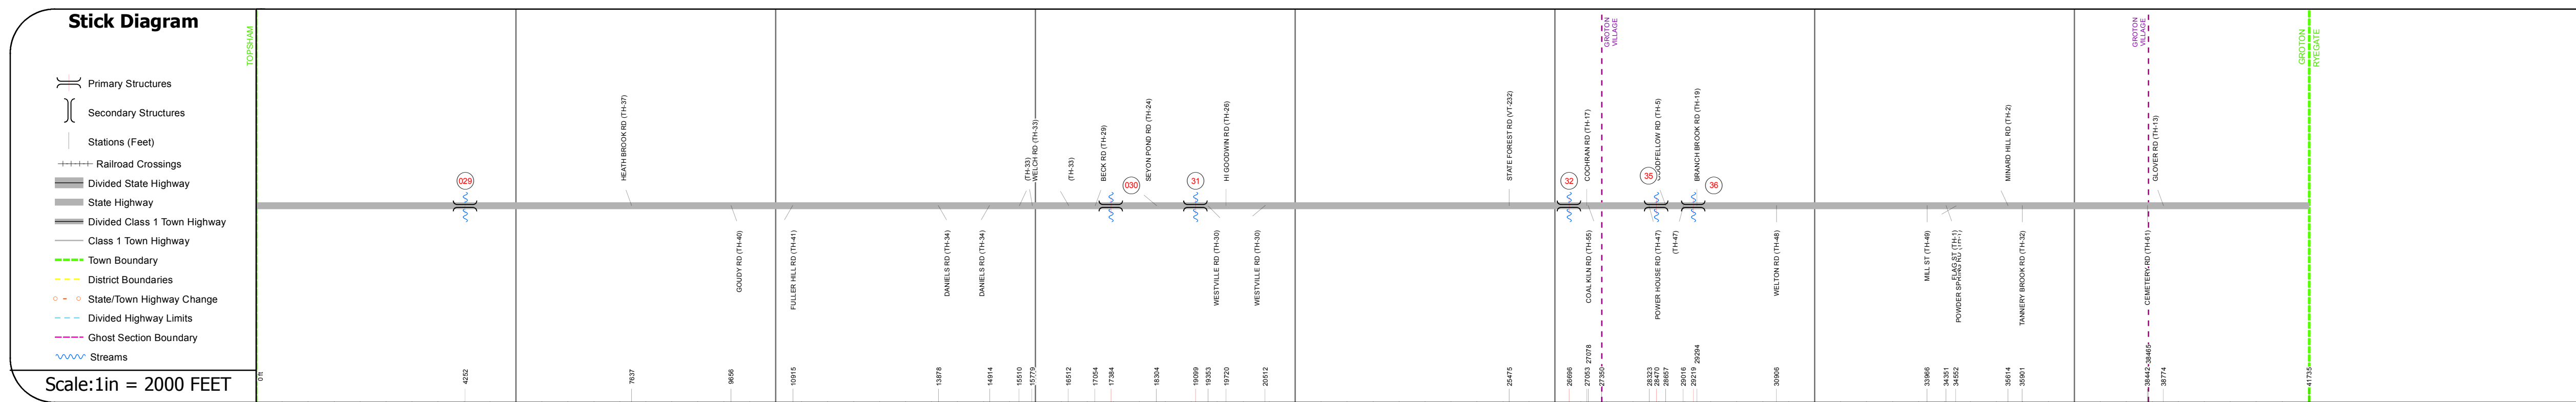 Stick Diagram
Primary Structures
Secondary Structures
Stations (Feet)
Railroad Crossings
Divided State Highway
State Highway
Divided Class 1 Town Highway
Class 1 Town Highway
Town Boundary
District Boundaries
State/Town Highway Change
Divided Highway Limits
Ghost Section Boundary
Streams
Scale:1in = 2000 FEET
TOPSHAM
GROTON
VILLAGE
GROTON
VILLAGE
GROTON
RYEGATE
HEATH BROOK RD (TH-37)
(TH-33)
WELCH RD (TH-33)
(TH-33)
BECK RD (TH-29)
SEYON POND RD (TH-24)
HI GOODWIN RD (TH-26)
STATE FOREST RD (VT-232)
COCHRAN RD (TH-17)
GOODFELLOW RD (TH-5)
BRANCH BROOK RD (TH-19)
MINARD HILL RD (TH-2)
GLOVER RD (TH-13)
029
030
31
32
35
36
GOUDY RD (TH-40)
FULLER HILL RD (TH-41)
DANIELS RD (TH-34)
DANIELS RD (TH-34)
WESTVILLE RD (TH-30)
WESTVILLE RD (TH-30)
COAL KILN RD (TH-55)
POWER HOUSE RD (TH-47)
(TH-47)
WELTON RD (TH-48)
MILL ST (TH-49)
FLAG ST (TH-1)
POWDER SPRING RD
TANNERY BROOK RD (TH-32)
CEMETERY RD (TH-61)
0 ft
4252
7637
9656
10915
13878
14914
15510
15779
16512
17054
17384
18304
19099
19353
19720
20512
25475
26696
27053
27078
27350
28323
28470
28657
29016
29219
29294
30906
33966
34351
34552
35614
35901
38442
38465
38774
41735